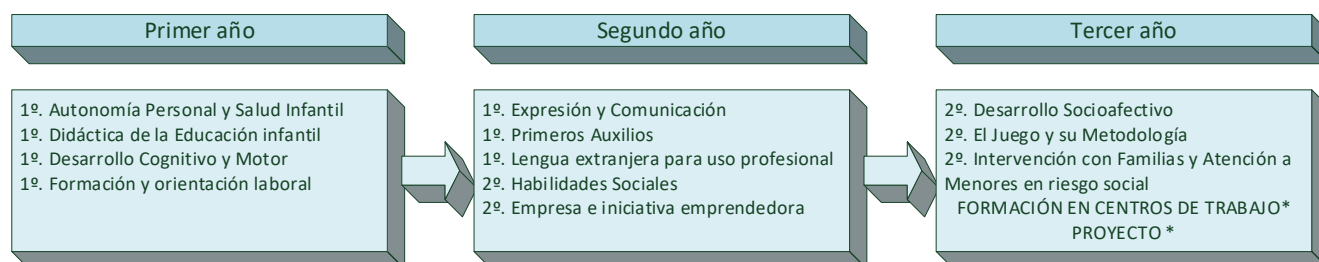 Primer año
1º. Autonomía Personal y Salud Infantil
1º. Didáctica de la Educación infantil
1º. Desarrollo Cognitivo y Motor
1º. Formación y orientación laboral
Segundo año
1º. Expresión y Comunicación
1º. Primeros Auxilios
1º. Lengua extranjera para uso profesional
2º. Habilidades Sociales
2º. Empresa e iniciativa emprendedora
Tercer año
2º. Desarrollo Socioafectivo
2º. El Juego y su Metodología
2º. Intervención con Familias y Atención a
Menores en riesgo social
FORMACIÓN EN CENTROS DE TRABAJO*
PROYECTO *